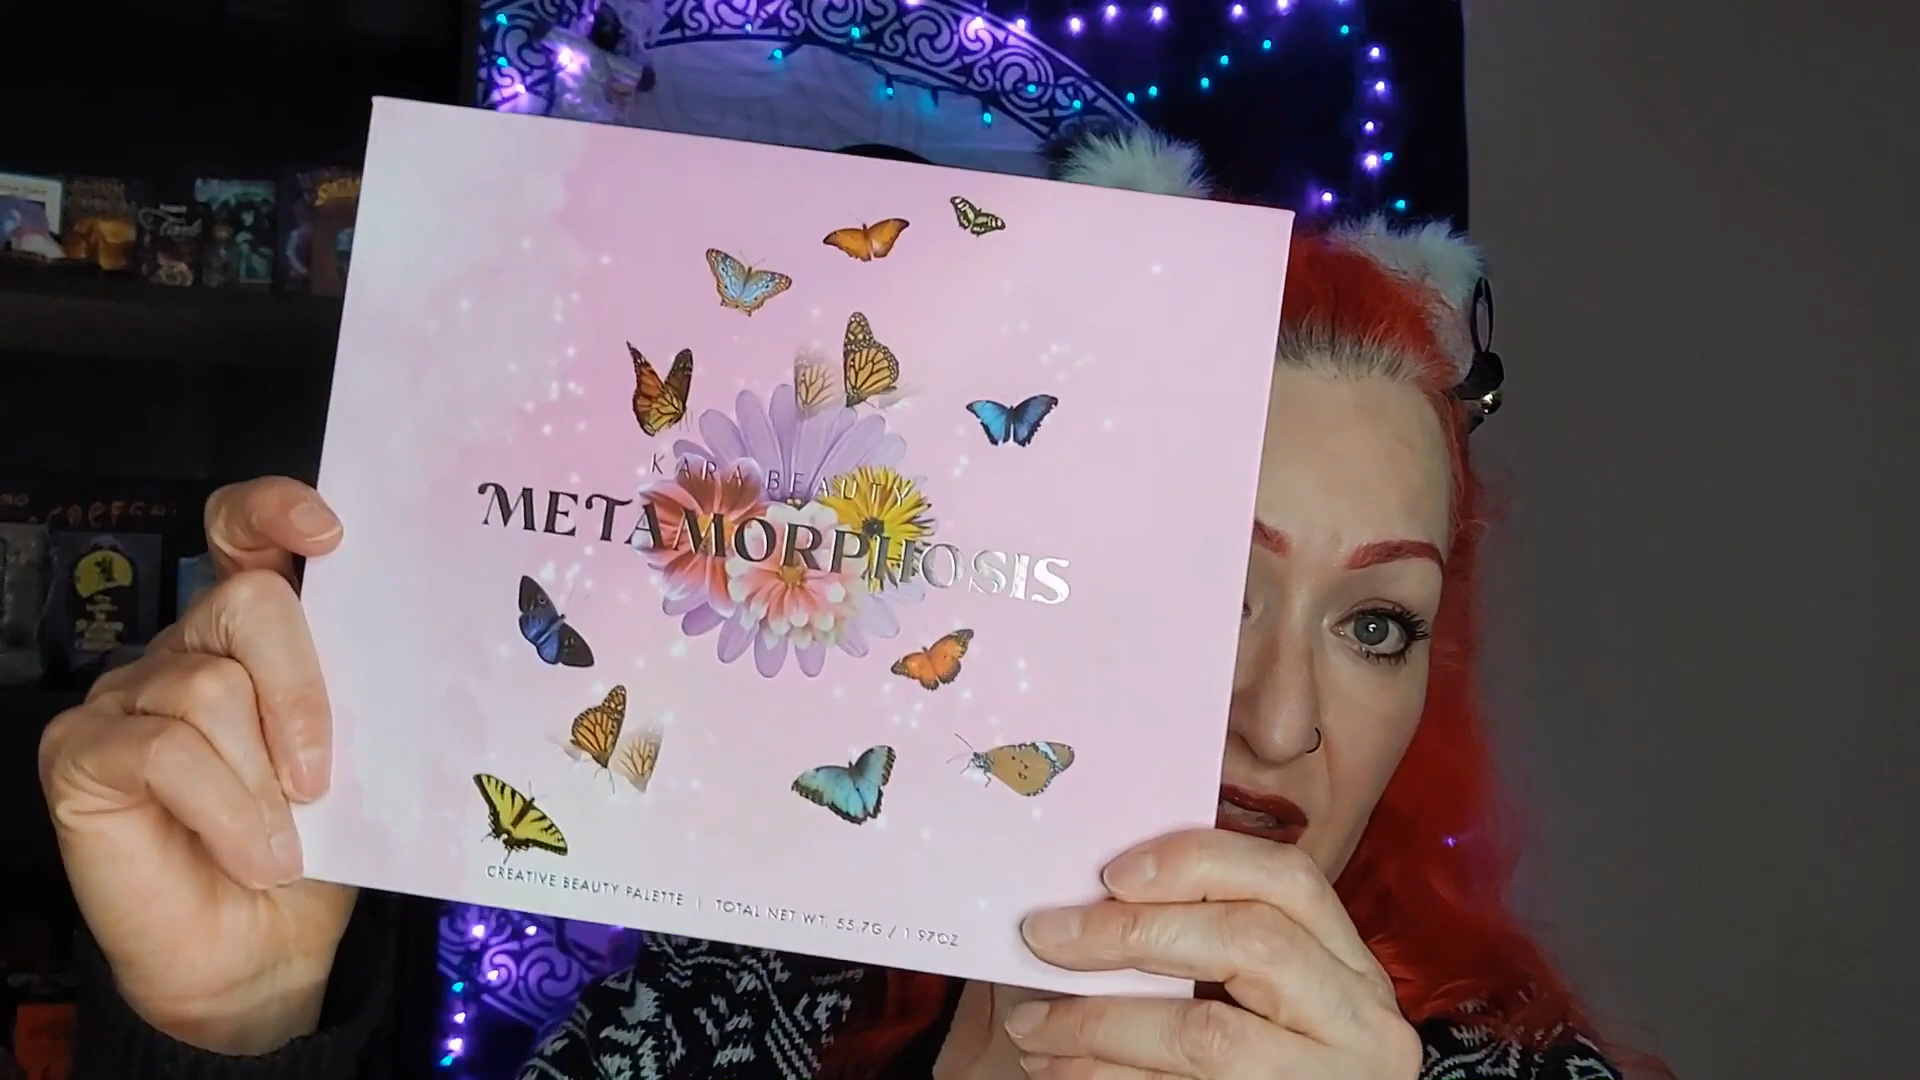 KARA BEAUTY
METAMORPHOSIS
CREATIVE BEAUTY PALETTE | TOTAL NET WT. 55.7G / 1.97OZ